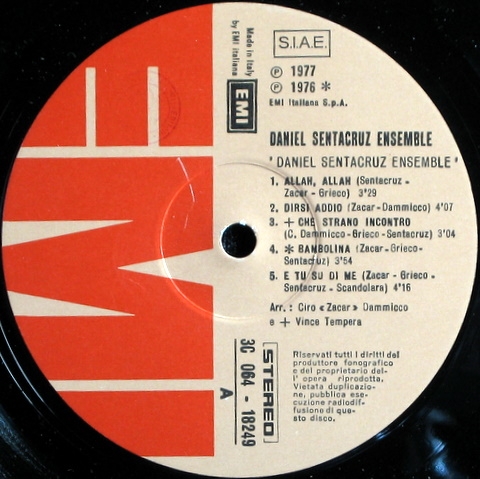 EMI
Made in Italy
by EMI Italiana
EMI
S.I.A.E.
Ⓟ 1977
Ⓟ 1976 *
EMI Italiana S.p.A.
DANIEL SENTACRUZ ENSEMBLE
" DANIEL SENTACRUZ ENSEMBLE "
1. ALLAH, ALLAH (Sentacruz -
Zacar - Grieco) 3'29
2. DIRSI ADDIO (Zacar-Dammicco) 4'07
3. + CHE STRANO INCONTRO
(C. Dammicco-Grieco-Sentacruz) 3'04
4. * BAMBOLINA (Zacar-Grieco-
Sentacruz) 3'54
5. E TU SU DI ME (Zacar - Grieco -
Sentacruz - Scandolara) 4'16
Arr. : Ciro «Zacar» Dammicco
e + Vince Tempera
STEREO
3C 064 - 18249
A
Riservati tutti i diritti del
produttore fonografico
e del proprietario del-
l' opera riprodotta.
Vietata duplicazio-
ne, pubblica ese-
cuzione radiodif-
fusione di que-
sto disco.